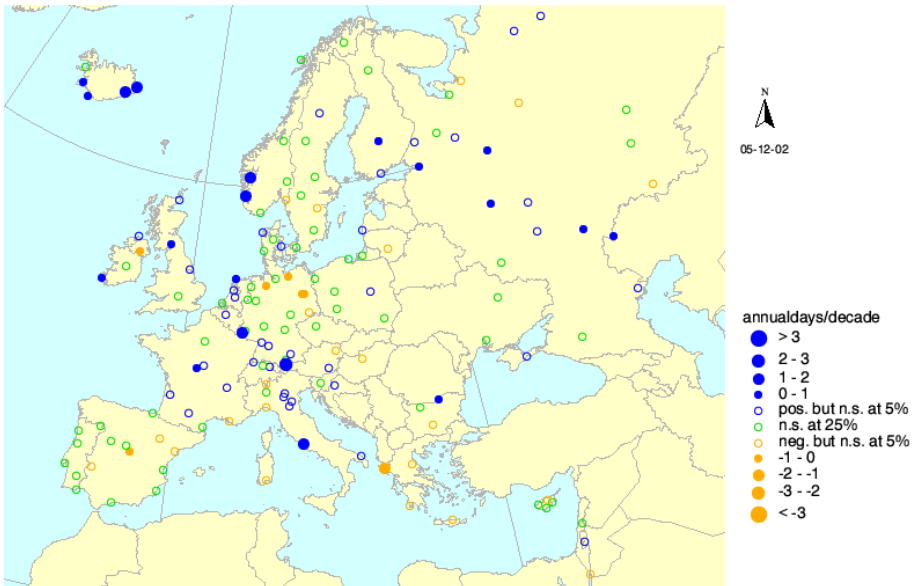 N
05-12-02
annualdays/decade
> 3
2 - 3
1 - 2
0 - 1
pos. but n.s. at 5%
n.s. at 25%
neg. but n.s. at 5%
-1 - 0
-2 - -1
-3 - -2
< -3